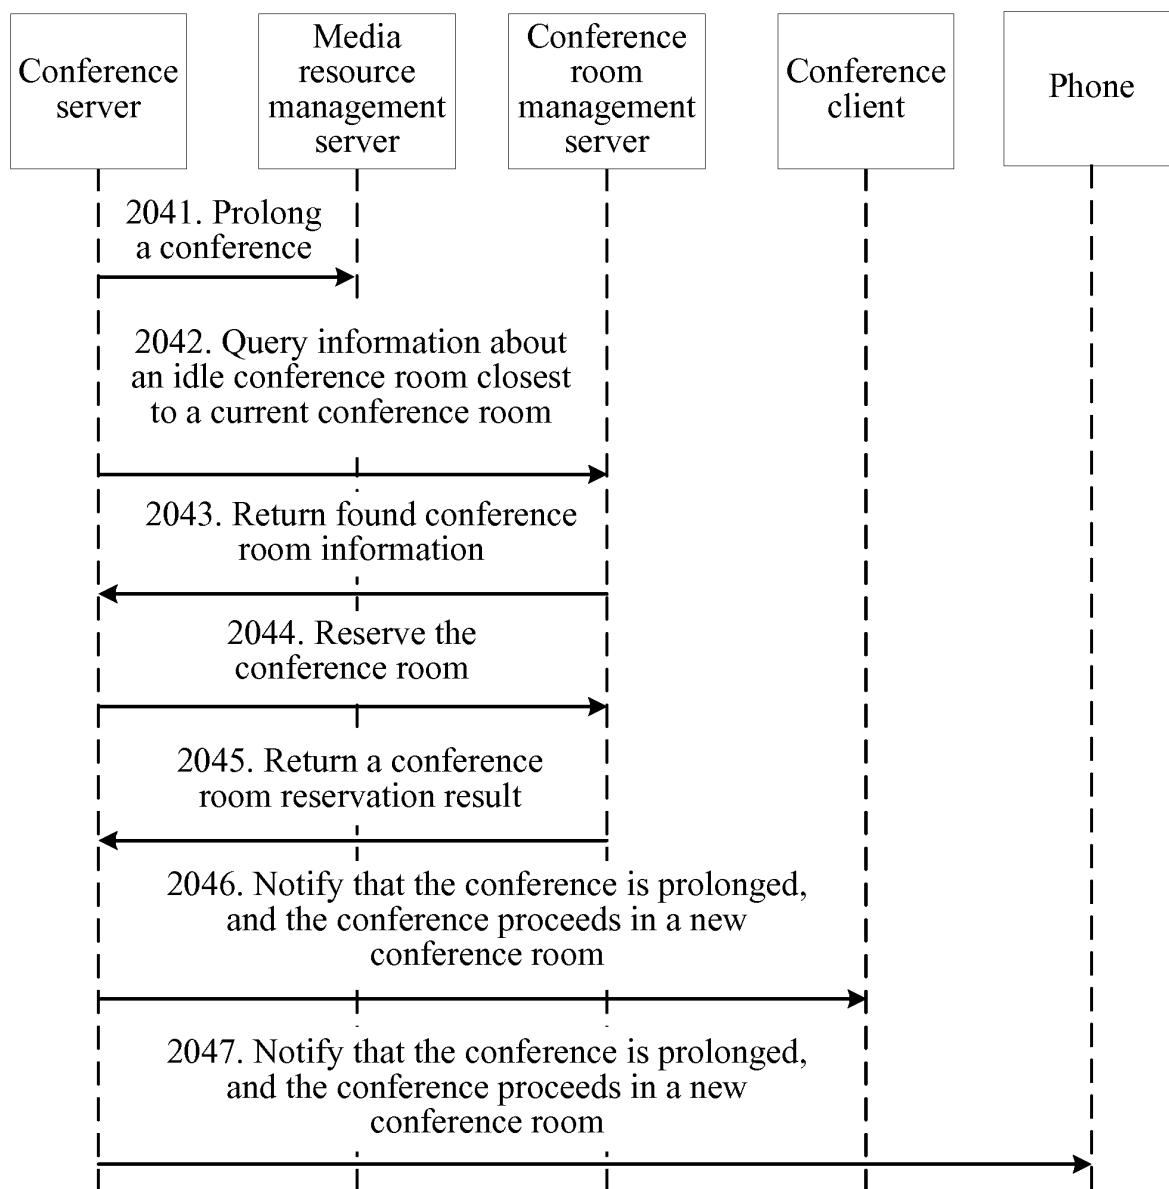 Conference
server
Media
resource
management
server
Conference
room
management
server
Conference
client
Phone
2041. Prolong
a conference
2042. Query information about
an idle conference room closest
to a current conference room
2043. Return found conference
room information
2044. Reserve the
conference room
2045. Return a conference
room reservation result
2046. Notify that the conference is prolonged,
and the conference proceeds in a new
conference room
2047. Notify that the conference is prolonged,
and the conference proceeds in a new
conference room